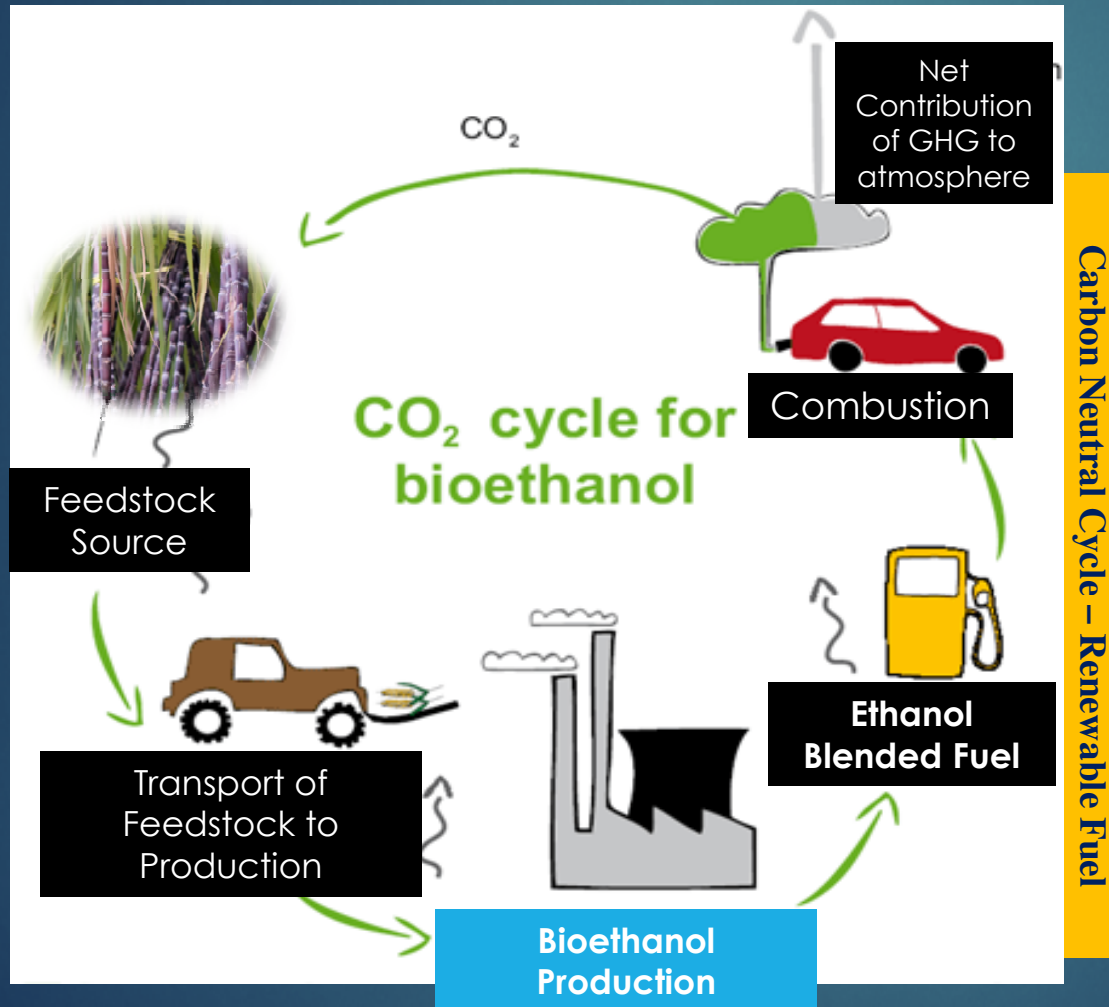 Net
Contribution
of GHG to
atmosphere
CO₂
Combustion
CO₂ cycle for
bioethanol
Feedstock
Source
Ethanol
Blended Fuel
Transport of
Feedstock to
Production
Bioethanol
Production
Carbon Neutral Cycle – Renewable Fuel